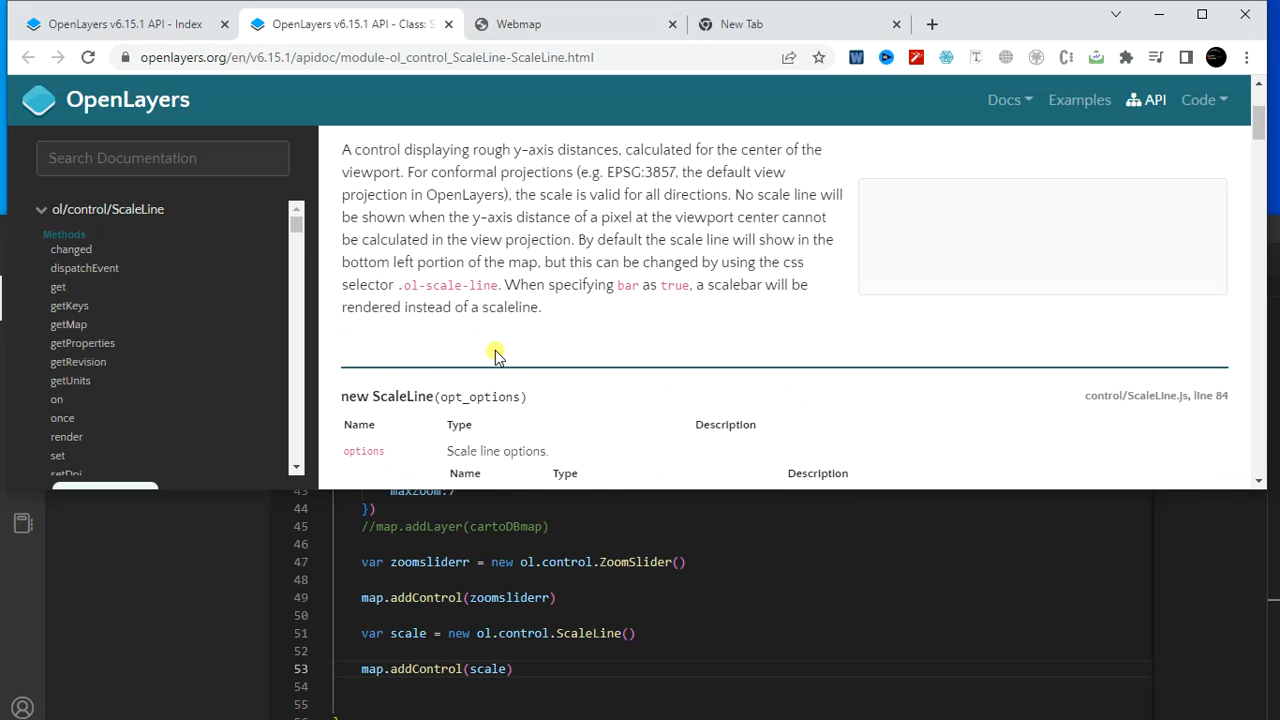 OpenLayers v6.15.1 API - Index
OpenLayers v6.15.1 API - Class: S
Webmap
New Tab
openlayers.org/en/v6.15.1/apidoc/module-ol_control_ScaleLine-ScaleLine.html
OpenLayers
Docs
Examples
API
Code
Search Documentation
ol/control/ScaleLine
Methods
changed
dispatchEvent
get
getKeys
getMap
getProperties
getRevision
getUnits
on
once
render
set
setDpi
A control displaying rough y-axis distances, calculated for the center of the
viewport. For conformal projections (e.g. EPSG:3857, the default view
projection in OpenLayers), the scale is valid for all directions. No scale line will
be shown when the y-axis distance of a pixel at the viewport center cannot
be calculated in the view projection. By default the scale line will show in the
bottom left portion of the map, but this can be changed by using the css
selector .ol-scale-line. When specifying bar as true, a scalebar will be
rendered instead of a scaleline.
new ScaleLine(opt_options)
control/ScaleLine.js, line 84
Name Type Description
options Scale line options.
Name Type Description
43 maxZoom:7
44 })
45 //map.addLayer(cartoDBmap)
46
47 var zoomsliderr = new ol.control.ZoomSlider()
48
49 map.addControl(zoomsliderr)
50
51 var scale = new ol.control.ScaleLine()
52
53 map.addControl(scale)
54
55